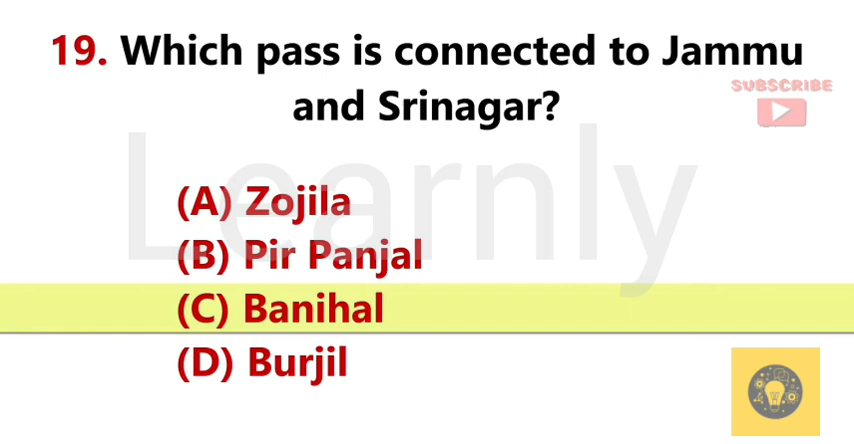 19. Which pass is connected to Jammu
and Srinagar?
SUBSCRIBE
Learnly
(A) Zojila
(B) Pir Panjal
(C) Banihal
(D) Burjil